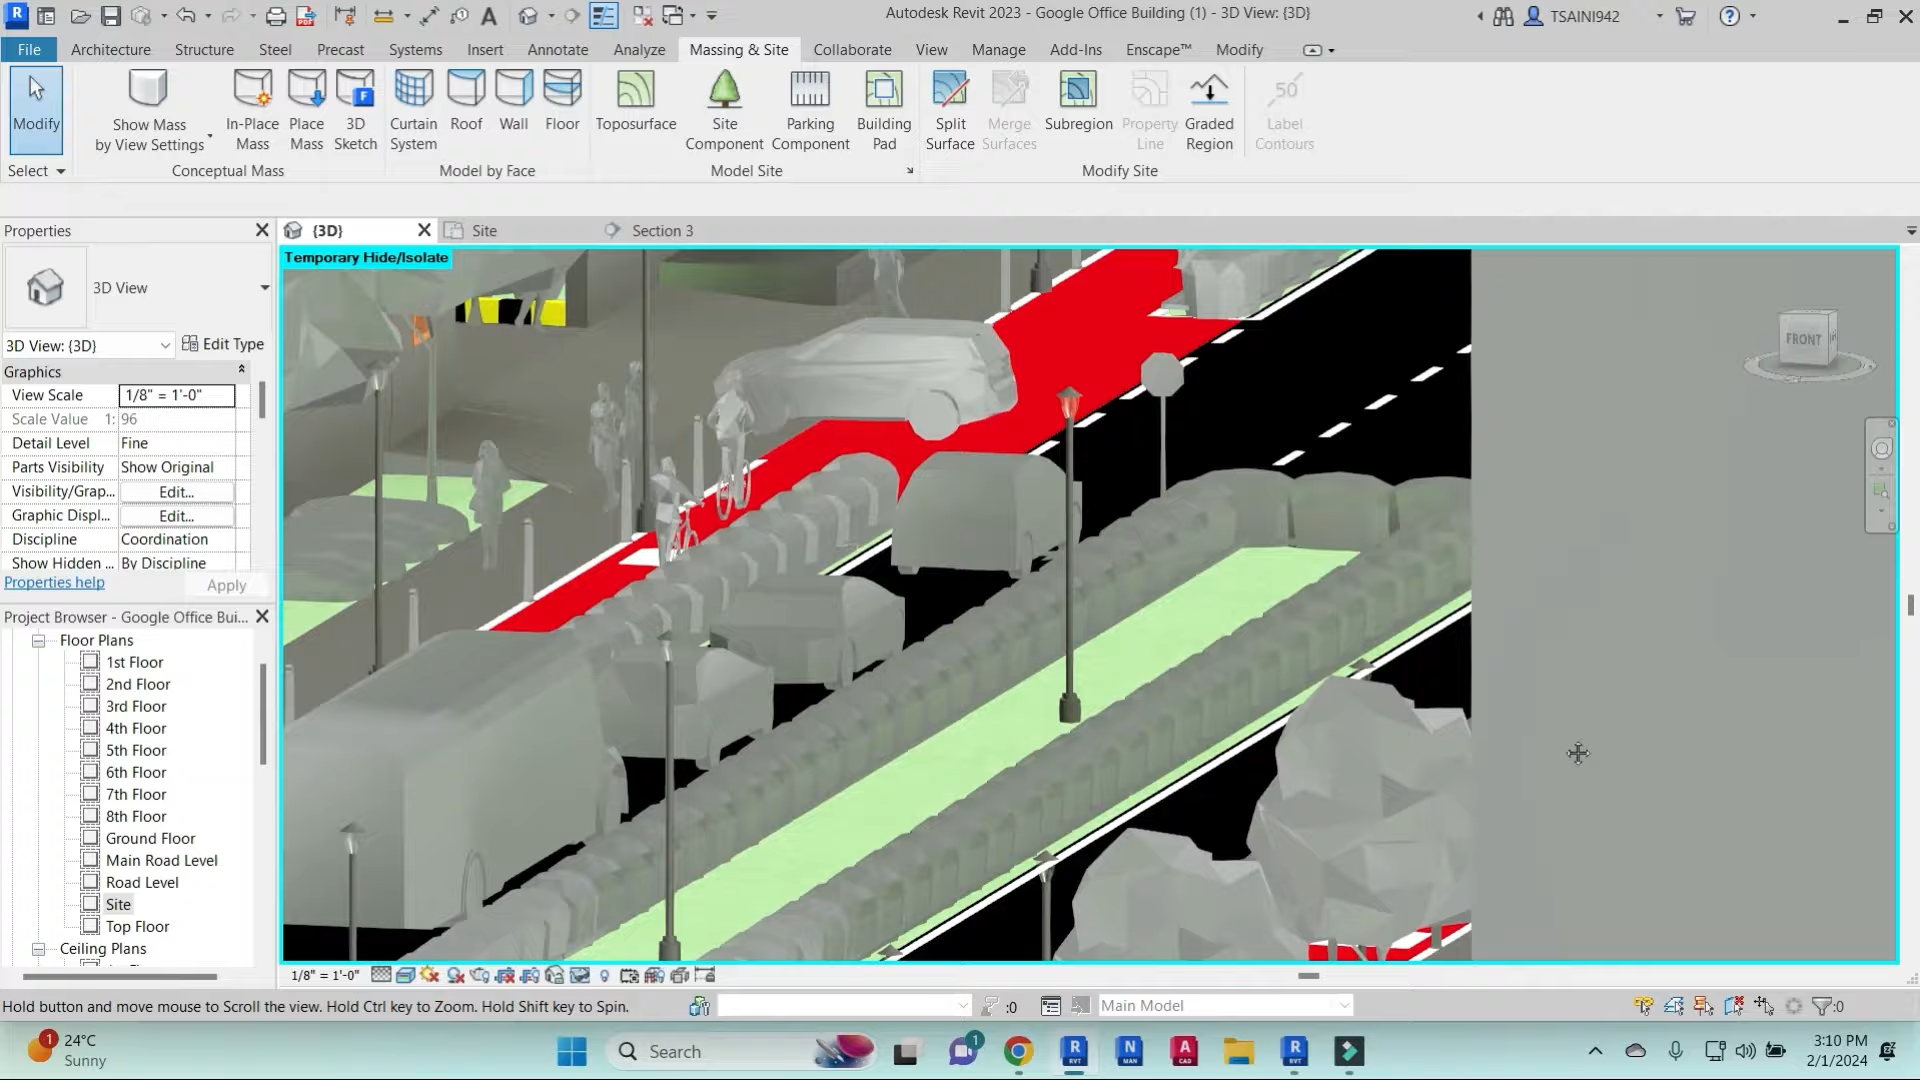 Autodesk Revit 2023 - Google Office Building (1) - 3D View: {3D}
TSAINI942
File Architecture Structure Steel Precast Systems Insert Annotate Analyze Massing & Site Collaborate View Manage Add-Ins Enscape™ Modify
Modify
Show Mass
by View Settings
In-Place
Mass
Place
Mass
3D
Sketch
Curtain
System
Roof
Wall
Floor
Toposurface
Site
Component
Parking
Component
Building
Pad
Split
Surface
Merge
Surfaces
Subregion
Property
Line
Graded
Region
50
Label
Contours
Select
Conceptual Mass
Model by Face
Model Site
Modify Site
Properties
{3D}
Site
Section 3
Temporary Hide/Isolate
3D View
3D View: {3D}
Edit Type
Graphics
View Scale 1/8" = 1'-0"
Scale Value 1: 96
Detail Level Fine
Parts Visibility Show Original
Visibility/Grap... Edit...
Graphic Displ... Edit...
Discipline Coordination
Show Hidden ... By Discipline
Properties help
Apply
Project Browser - Google Office Bui...
Floor Plans
1st Floor
2nd Floor
3rd Floor
4th Floor
5th Floor
6th Floor
7th Floor
8th Floor
Ground Floor
Main Road Level
Road Level
Site
Top Floor
Ceiling Plans
FRONT
1/8" = 1'-0"
Hold button and move mouse to Scroll the view. Hold Ctrl key to Zoom. Hold Shift key to Spin.
:0
Main Model
:0
1
24°C
Sunny
Search
1
3:10 PM
2/1/2024